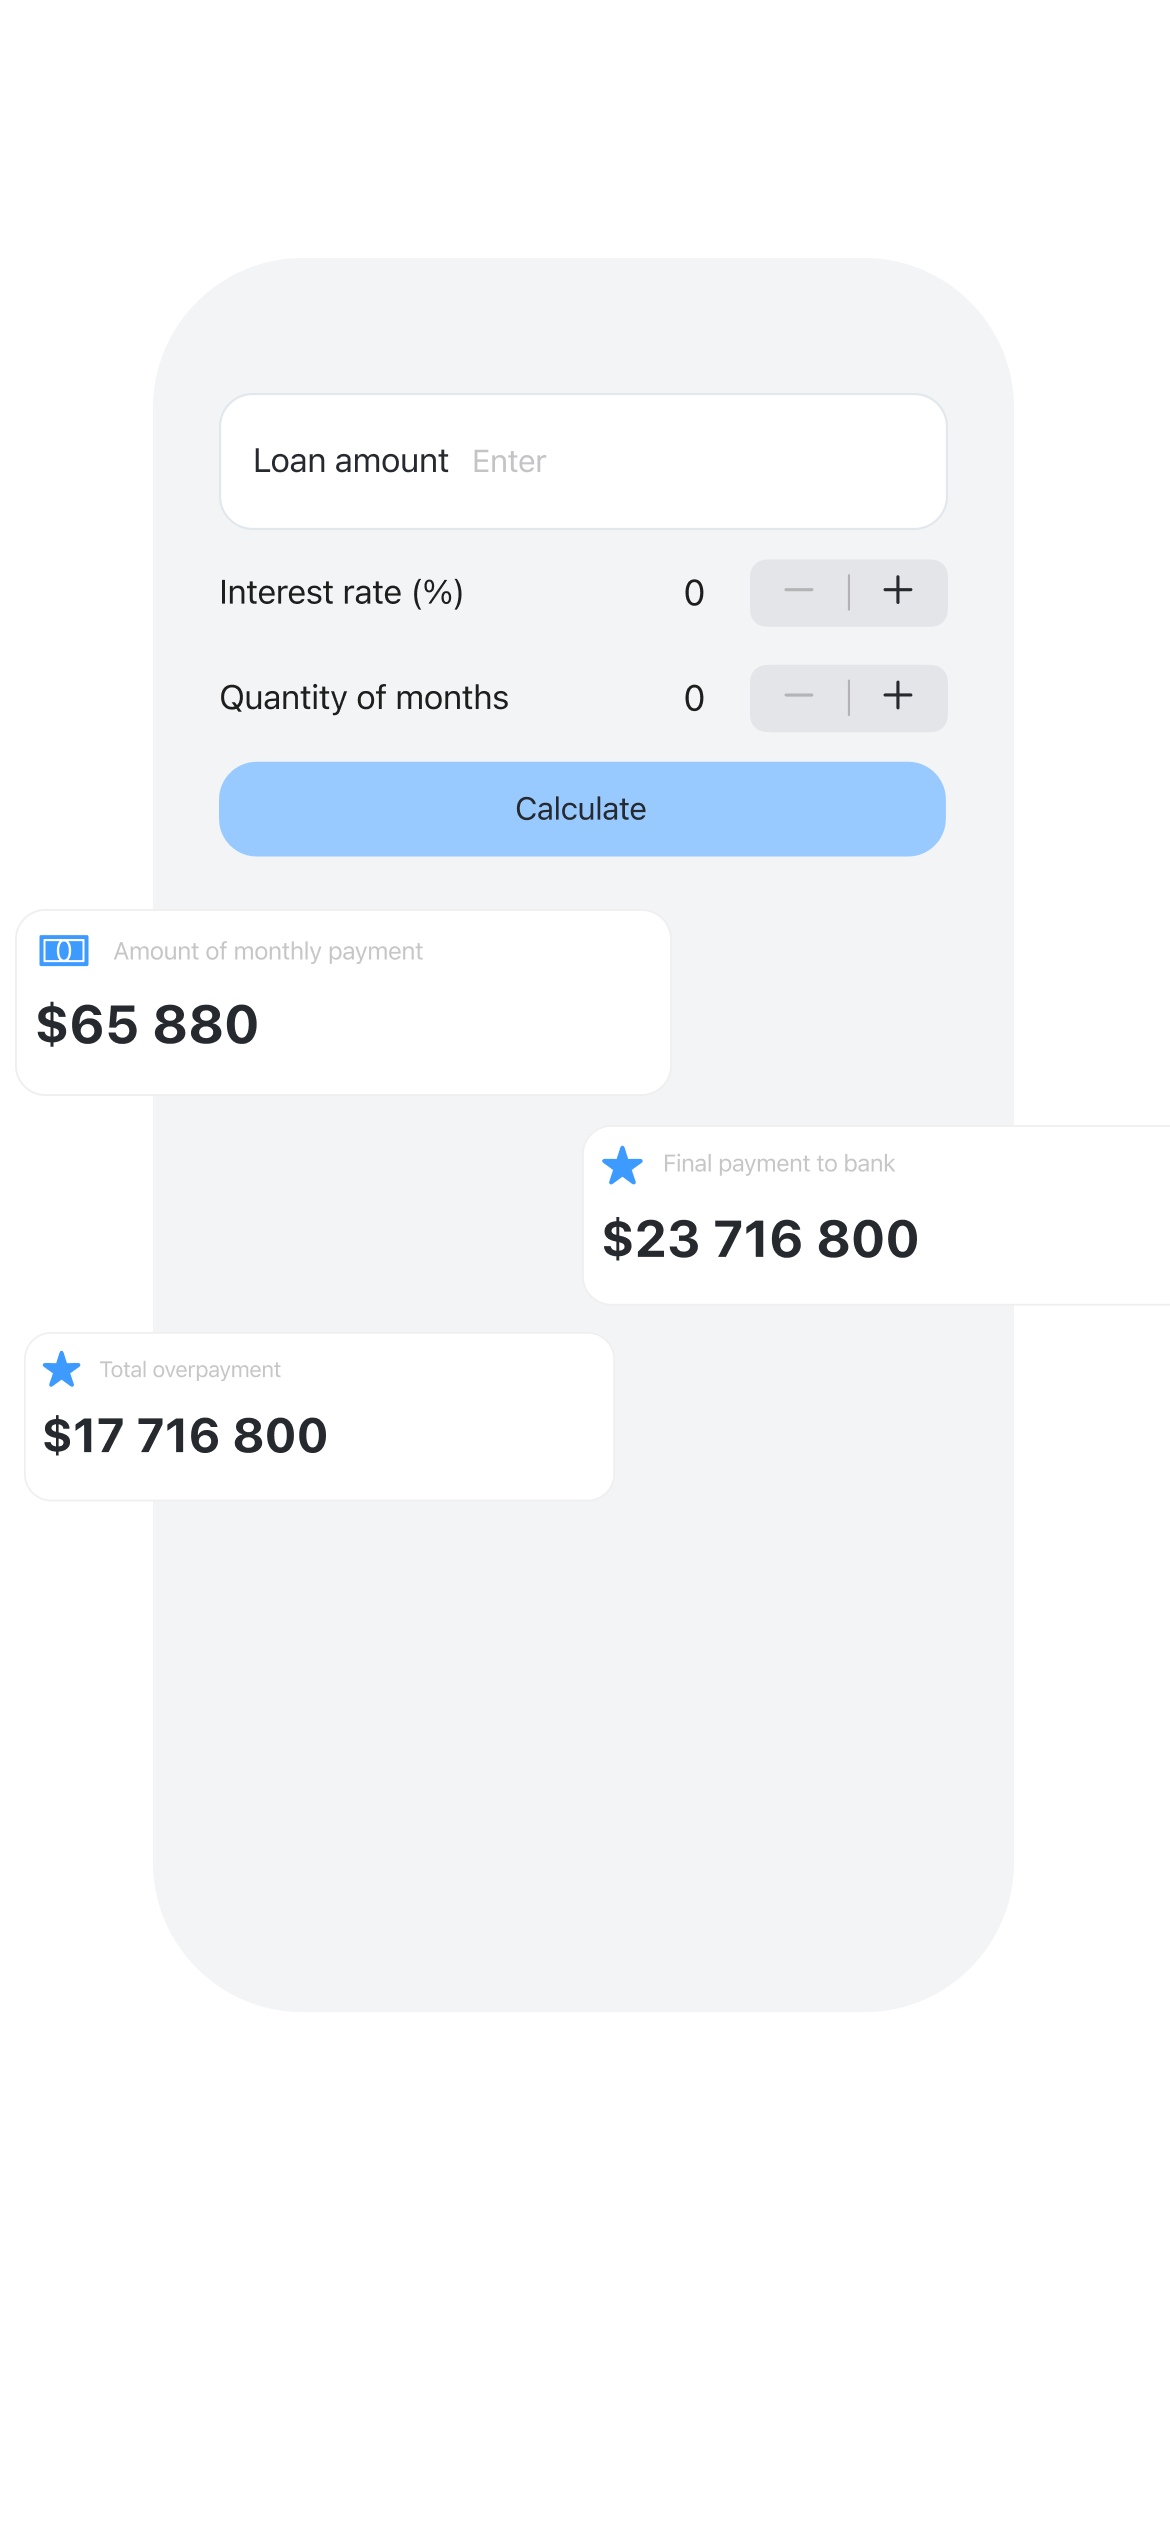 Loan amount Enter
Interest rate (%) 0
Quantity of months 0
Calculate
Amount of monthly payment
$65 880
Final payment to bank
$23 716 800
Total overpayment
$17 716 800